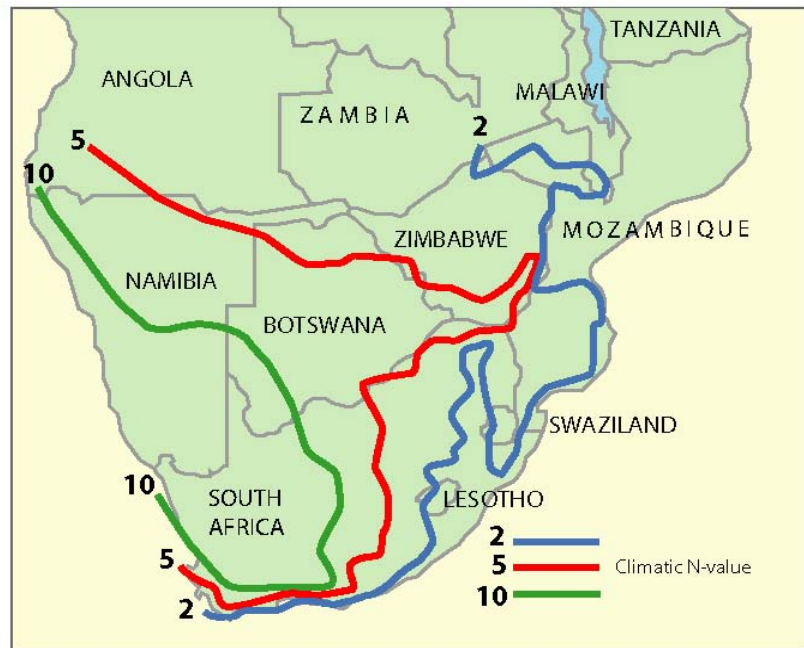 TANZANIA
ANGOLA
MALAWI
ZAMBIA
2
5
10
MOZAMBIQUE
ZIMBABWE
NAMIBIA
BOTSWANA
SWAZILAND
10
SOUTH
AFRICA
LESOTHO
2
5 Climatic N-value
10
5
2